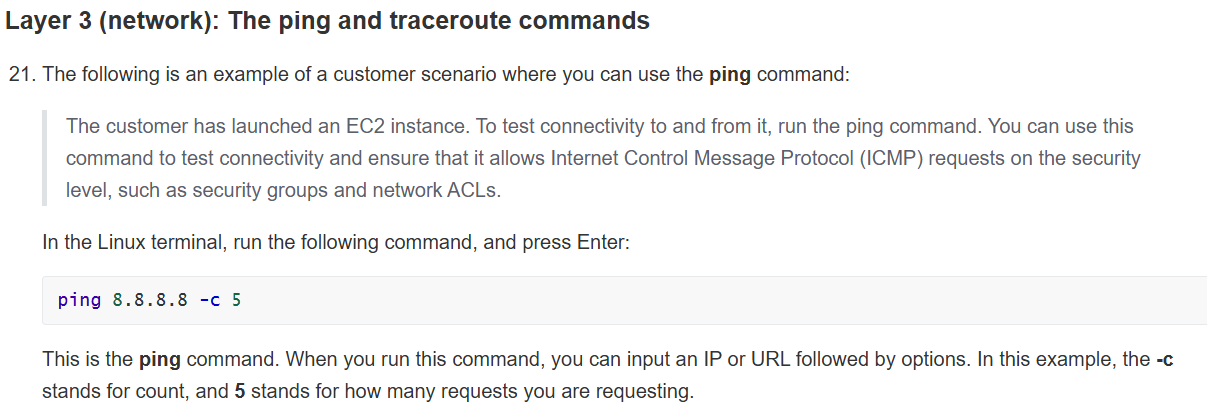 Layer 3 (network): The ping and traceroute commands
21. The following is an example of a customer scenario where you can use the ping command:
The customer has launched an EC2 instance. To test connectivity to and from it, run the ping command. You can use this
command to test connectivity and ensure that it allows Internet Control Message Protocol (ICMP) requests on the security
level, such as security groups and network ACLs.
In the Linux terminal, run the following command, and press Enter:
ping 8.8.8.8 -c 5
This is the ping command. When you run this command, you can input an IP or URL followed by options. In this example, the -c
stands for count, and 5 stands for how many requests you are requesting.